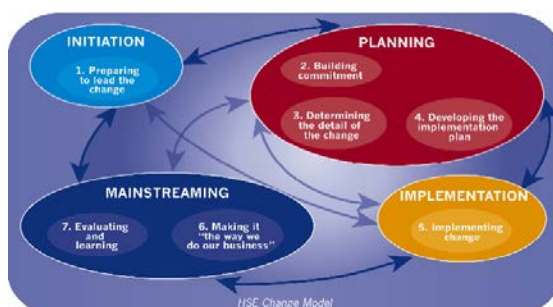 INITIATION
1. Preparing
to lead the
change
PLANNING
2. Building
commitment
3. Determining
the detail of
the change
4. Developing the
implementation
plan
MAINSTREAMING
7. Evaluating
and
learning
6. Making it
"the way we
do our business"
IMPLEMENTATION
5. Implementing
change
HSE Change Model